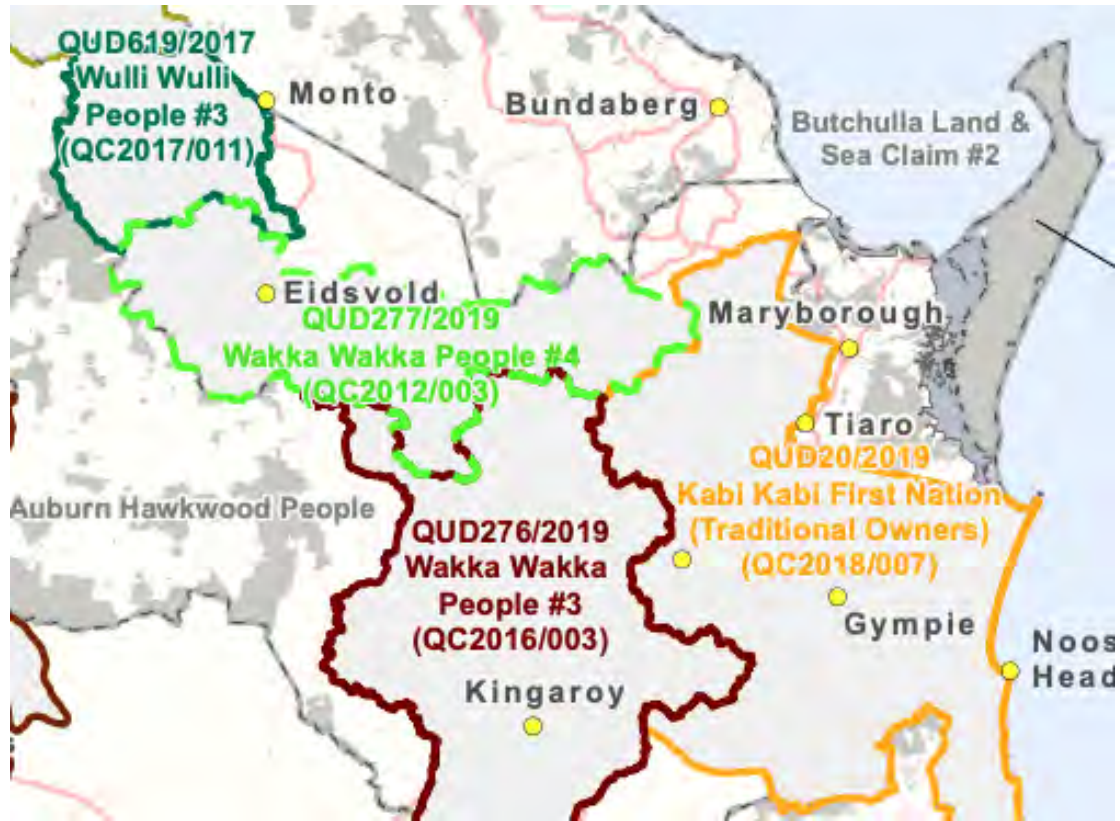 QUD619/2017
Wulli Wulli
People #3
(QC2017/011)
Monto
Bundaberg
Butchulla Land &
Sea Claim #2
Eidsvold
QUD277/2019
Wakka Wakka People #4
(QC2012/003)
Maryborough
Tiaro
QUD20/2019
Kabi Kabi First Nation
(Traditional Owners)
(QC2018/007)
Auburn Hawkwood People
QUD276/2019
Wakka Wakka
People #3
(QC2016/003)
Gympie
Kingaroy
Noos
Head